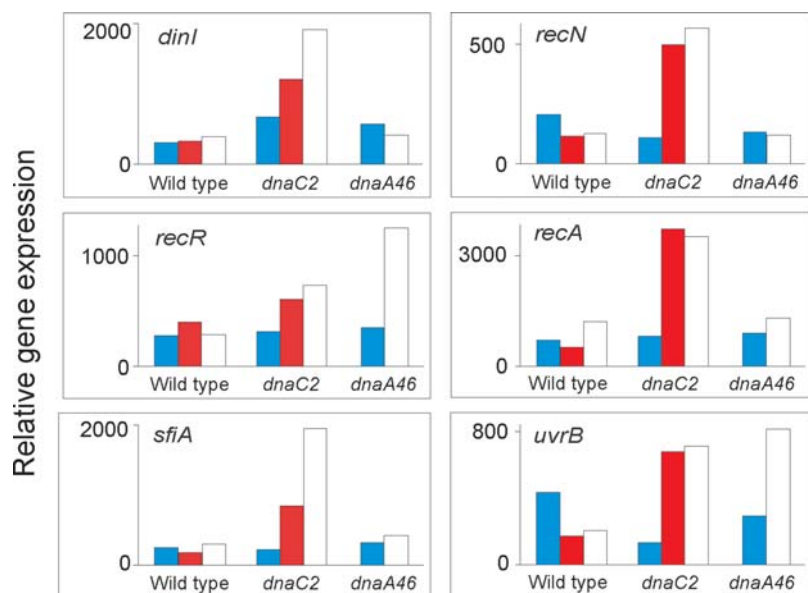 Relative gene expression
2000
dinI
0
Wild type dnaC2 dnaA46
500
recN
0
Wild type dnaC2 dnaA46
1000
recR
0
Wild type dnaC2 dnaA46
3000
recA
0
Wild type dnaC2 dnaA46
2000
sfiA
0
Wild type dnaC2 dnaA46
800
uvrB
0
Wild type dnaC2 dnaA46